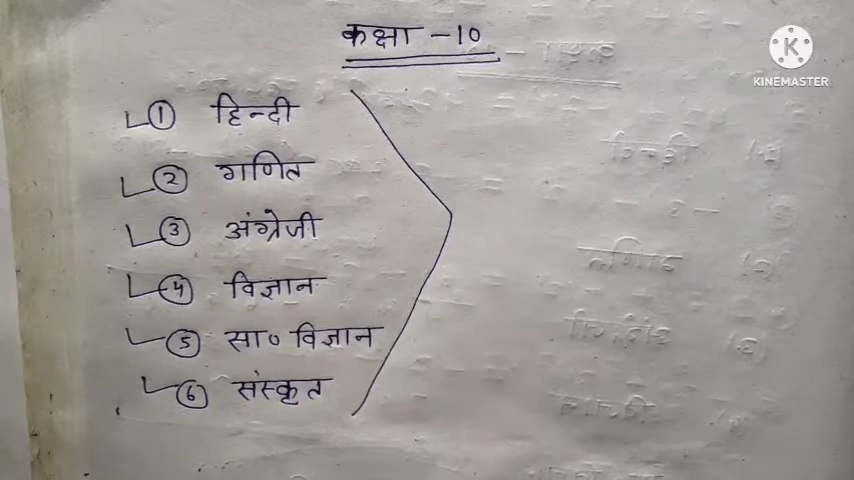 कक्षा - 10
K
KINEMASTER
① हिन्दी
② गणित
③ अंग्रेजी
④ विज्ञान
⑤ सा० विज्ञान
⑥ संस्कृत